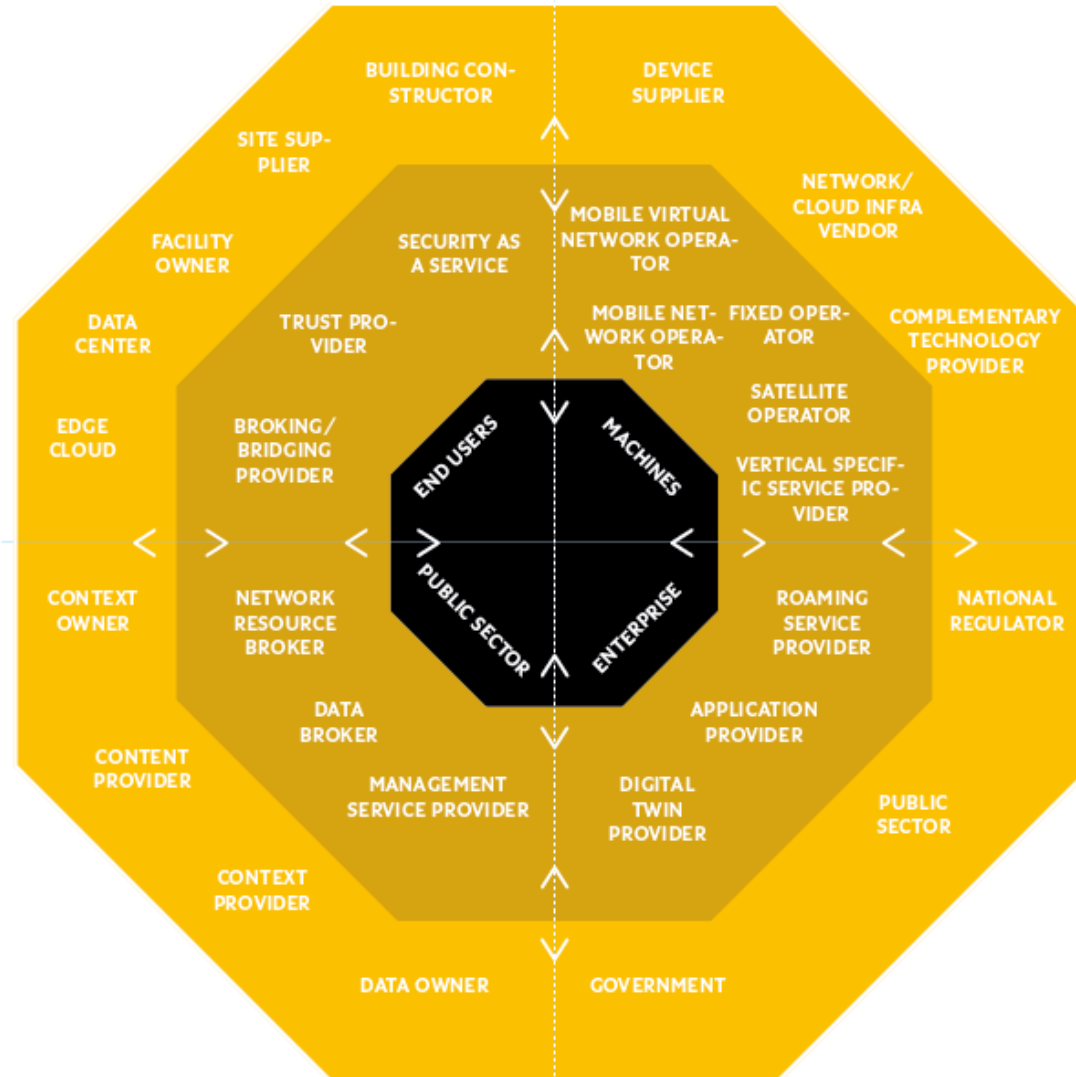 BUILDING CON-
STRUCTOR
DEVICE
SUPPLIER
SITE SUP-
PLIER
NETWORK/
CLOUD INFRA
VENDOR
FACILITY
OWNER
SECURITY AS
A SERVICE
MOBILE VIRTUAL
NETWORK OPERA-
TOR
DATA
CENTER
TRUST PRO-
VIDER
MOBILE NET-
WORK OPERA-
TOR
FIXED OPER-
ATOR
COMPLEMENTARY
TECHNOLOGY
PROVIDER
EDGE
CLOUD
BROKING/
BRIDGING
PROVIDER
END USERS
MACHINES
SATELLITE
OPERATOR
VERTICAL SPECIF-
IC SERVICE PRO-
VIDER
CONTEXT
OWNER
NETWORK
RESOURCE
BROKER
PUBLIC SECTOR
ENTERPRISE
ROAMING
SERVICE
PROVIDER
NATIONAL
REGULATOR
DATA
BROKER
APPLICATION
PROVIDER
CONTENT
PROVIDER
MANAGEMENT
SERVICE PROVIDER
DIGITAL
TWIN
PROVIDER
PUBLIC
SECTOR
CONTEXT
PROVIDER
DATA OWNER
GOVERNMENT